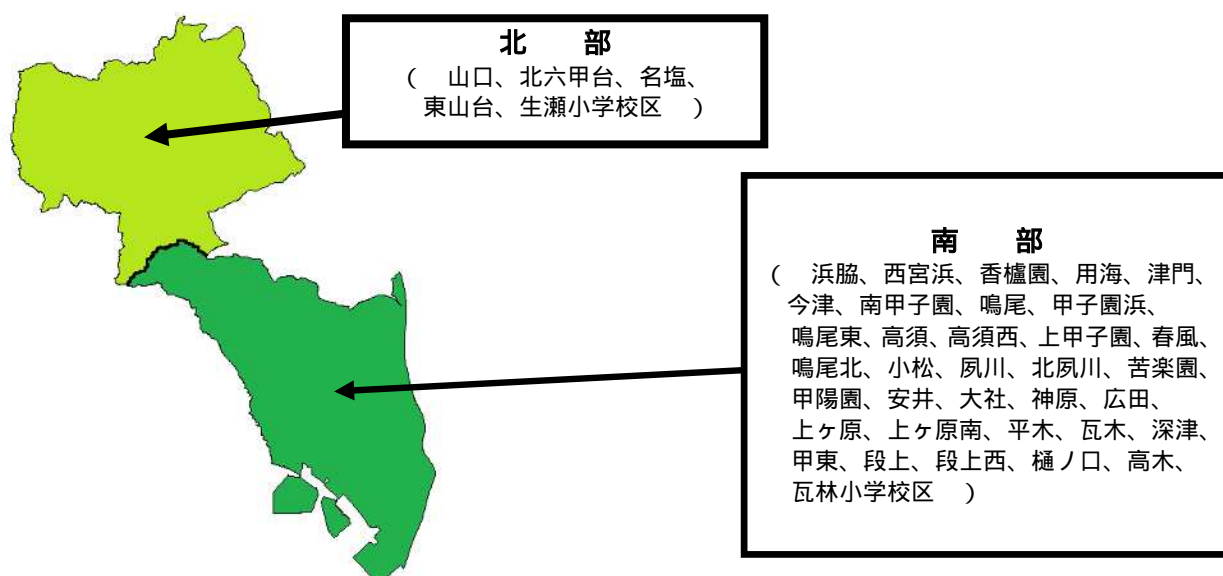 北 部
( 山口、北六甲台、名塩、
東山台、生瀬小学校区 )
南 部
( 浜脇、西宮浜、香櫨園、用海、津門、
今津、南甲子園、鳴尾、甲子園浜、
鳴尾東、高須、高須西、上甲子園、春風、
鳴尾北、小松、夙川、北夙川、苦楽園、
甲陽園、安井、大社、神原、広田、
上ヶ原、上ヶ原南、平木、瓦木、深津、
甲東、段上、段上西、樋ノ口、高木、
瓦林小学校区 )